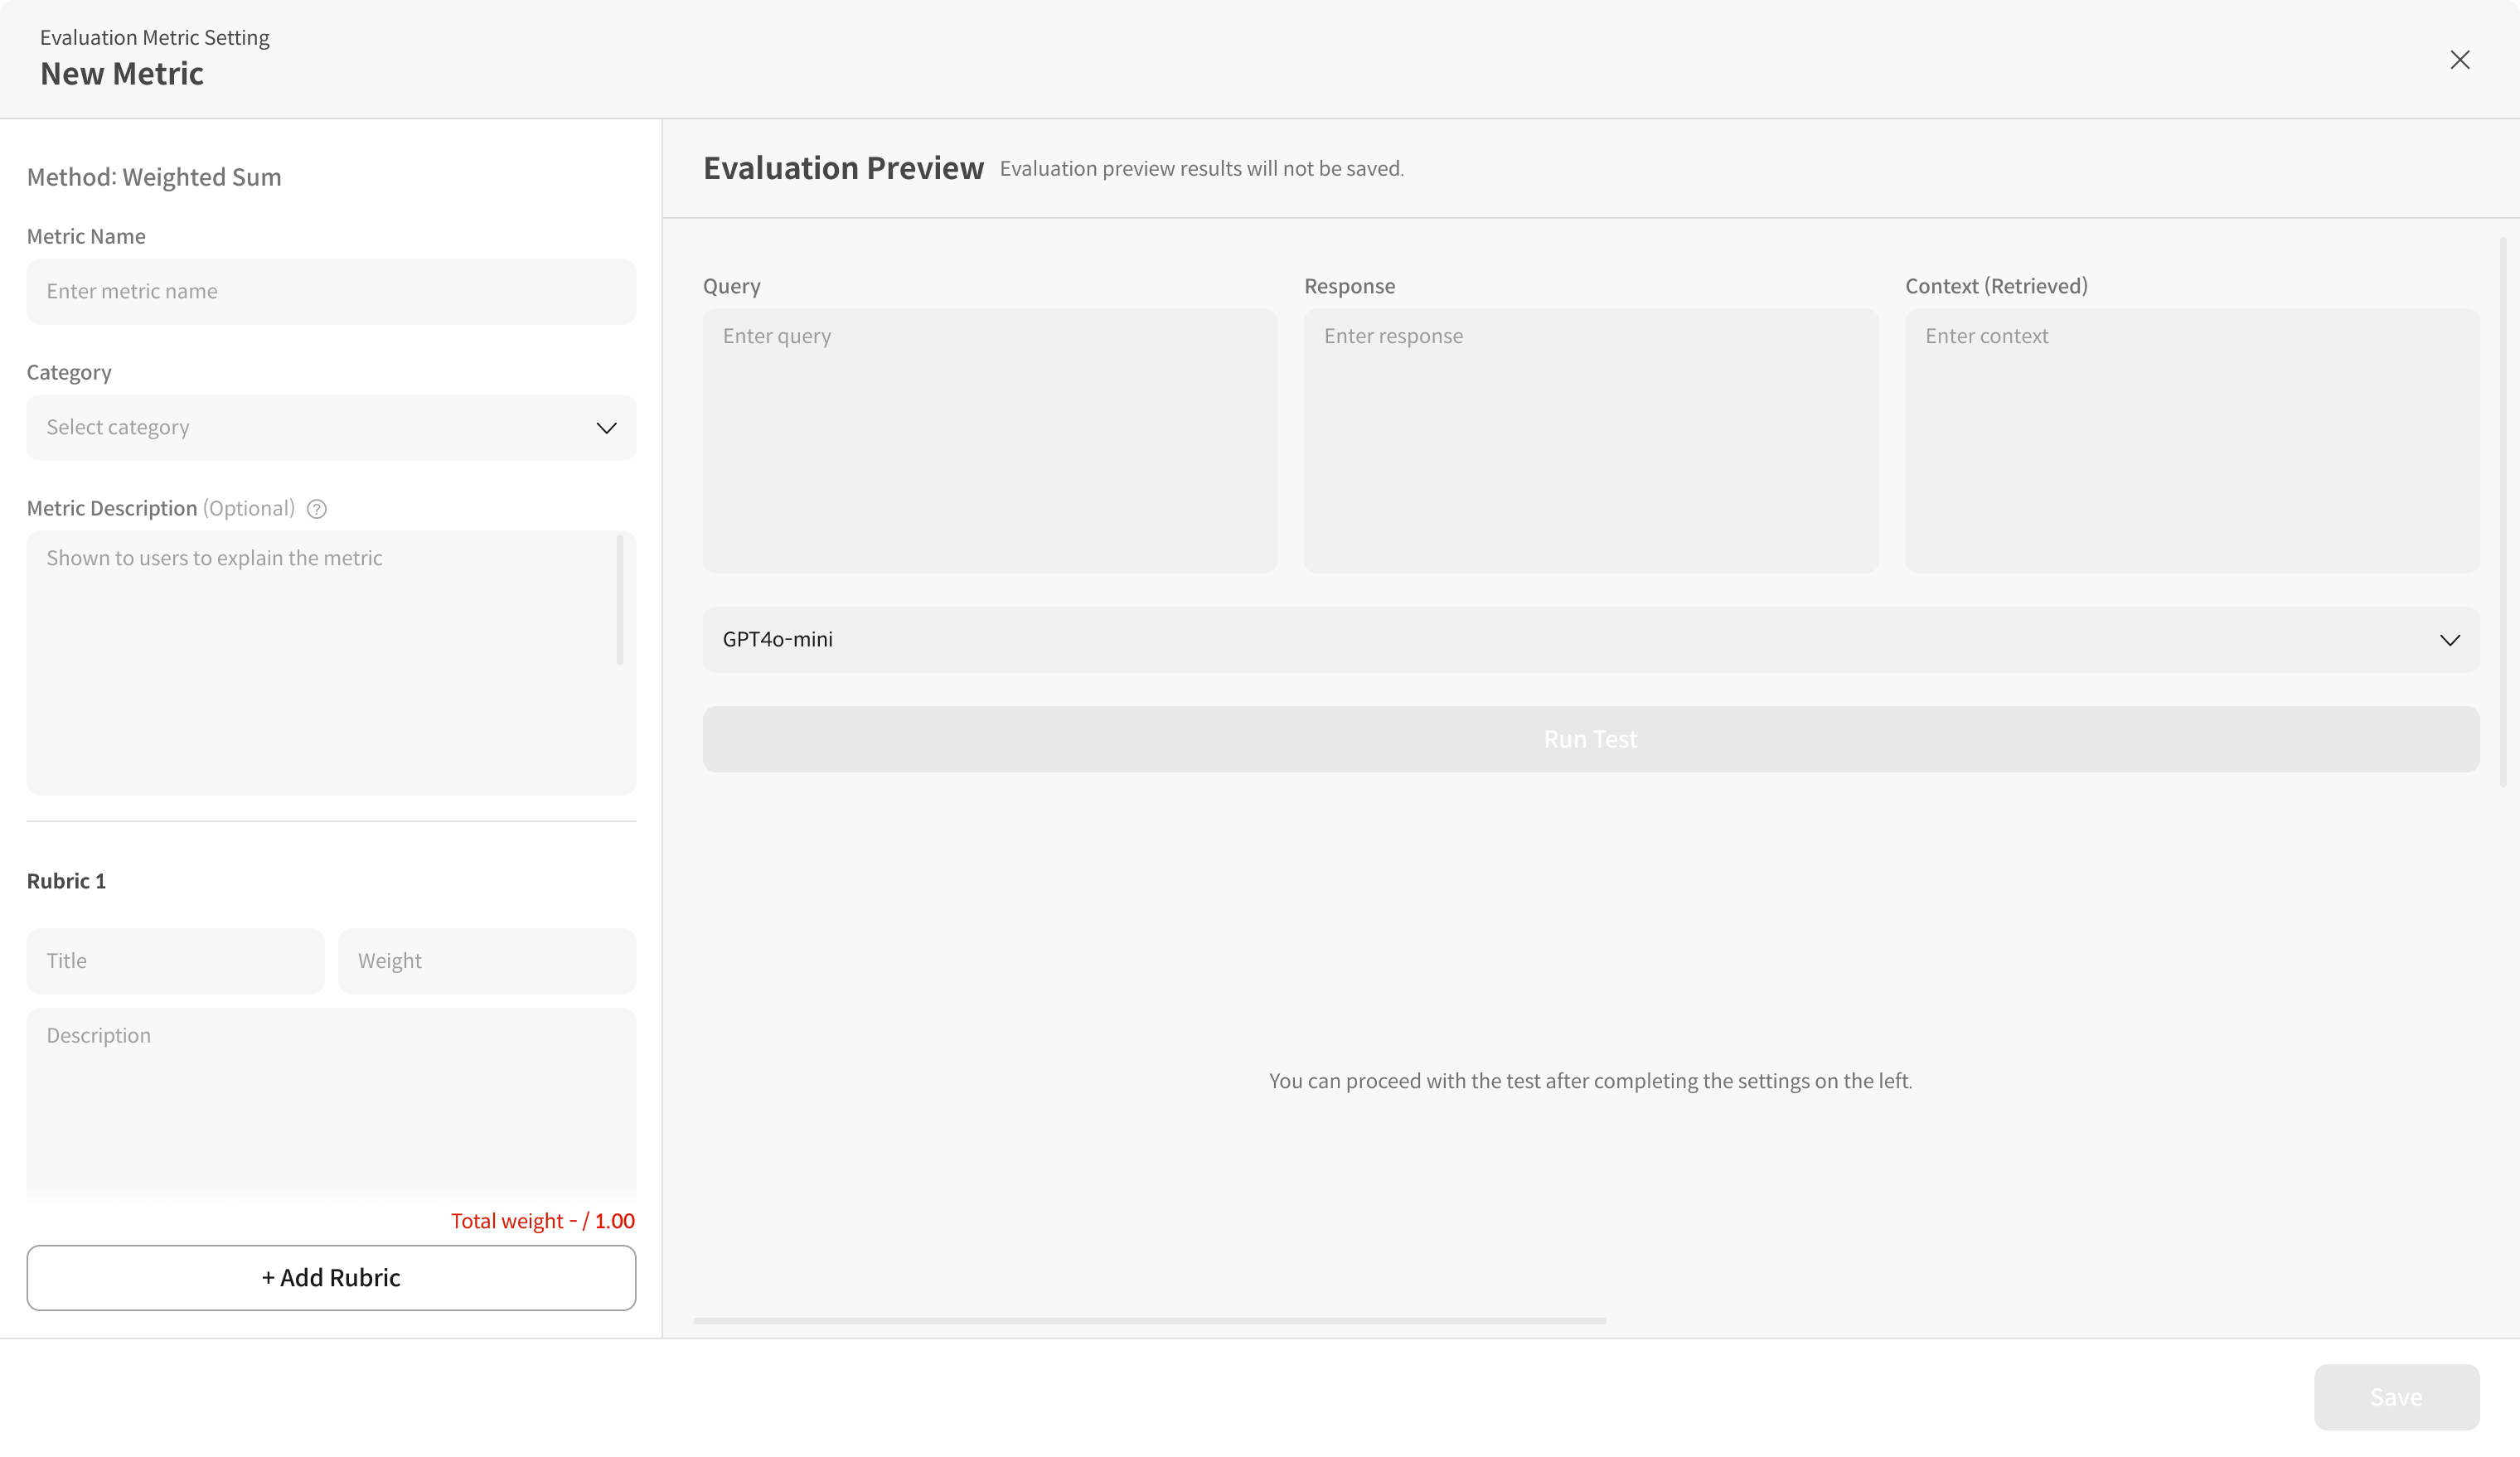 Evaluation Metric Setting
New Metric
Method: Weighted Sum
Metric Name
Enter metric name
Category
Select category
Metric Description (Optional) ?
Shown to users to explain the metric
Rubric 1
Title
Weight
Description
Total weight - / 1.00
+ Add Rubric
Evaluation Preview
Evaluation preview results will not be saved.
Query
Enter query
Response
Enter response
Context (Retrieved)
Enter context
GPT4o-mini
Run Test
You can proceed with the test after completing the settings on the left.
Save